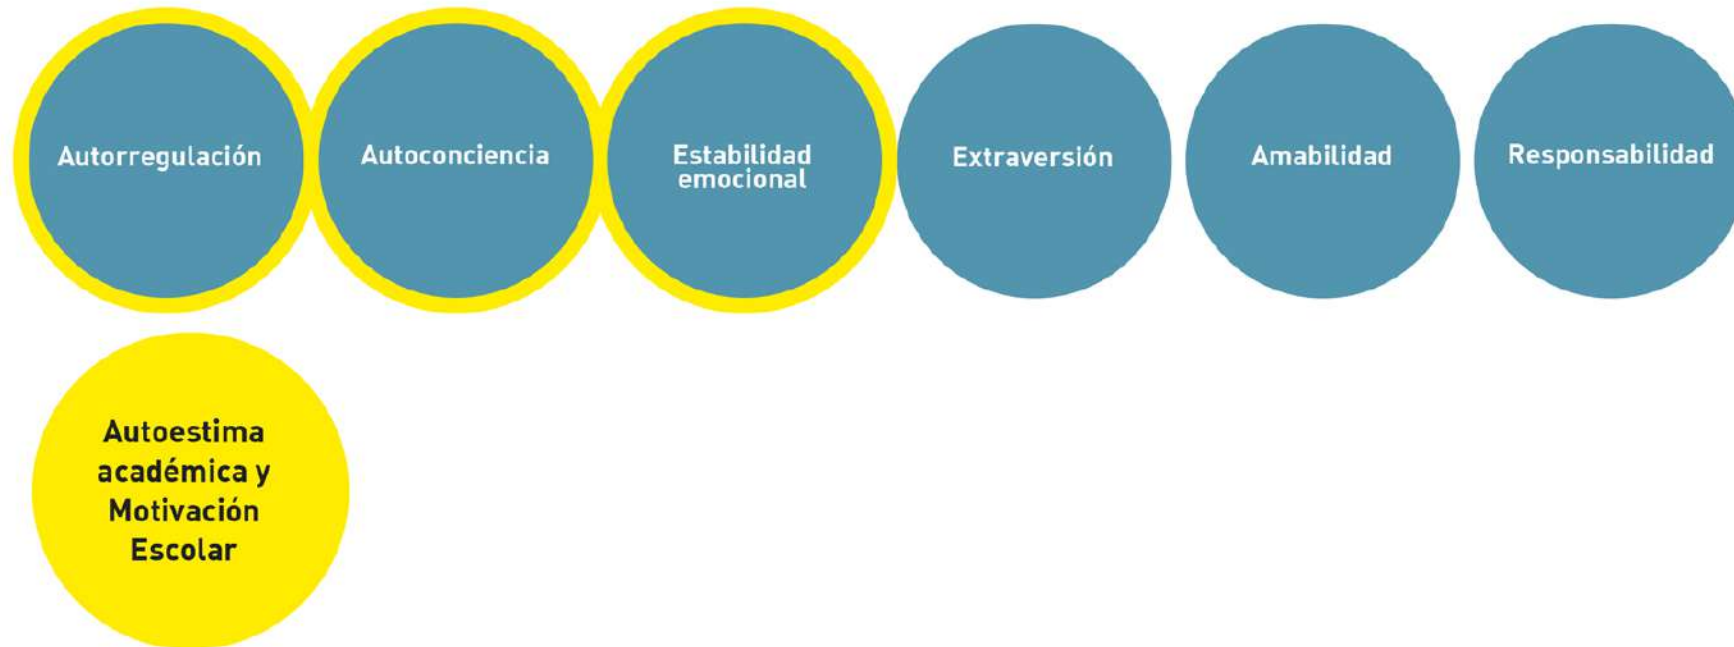 Autorregulación
Autoconciencia
Estabilidad
emocional
Extraversión
Amabilidad
Responsabilidad
Autoestima
académica y
Motivación
Escolar